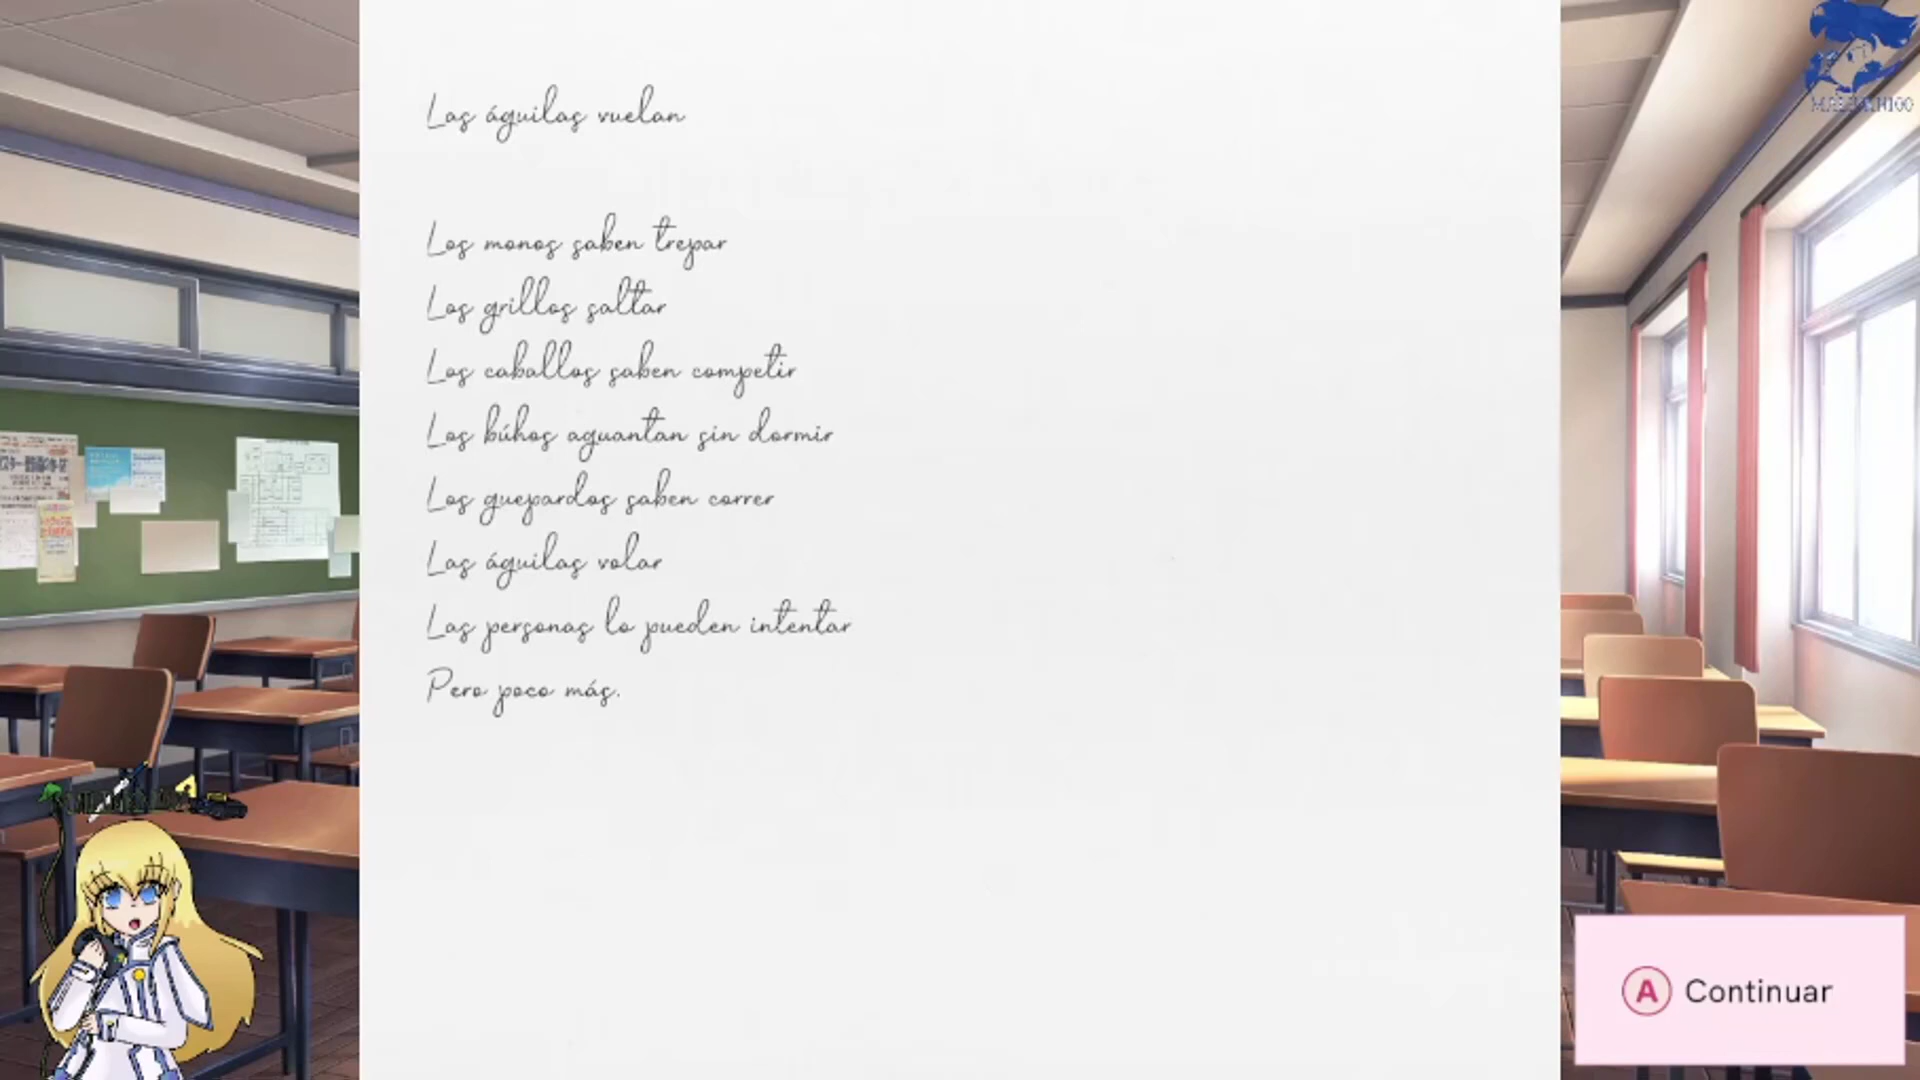 Las águilas vuelan
Los monos saben trepar
Los grillos saltar
Los caballos saben competir
Los búhos aguantan sin dormir
Los guepardos saben correr
Las águilas volar
Las personas lo pueden intentar
Pero poco más.
A Continuar